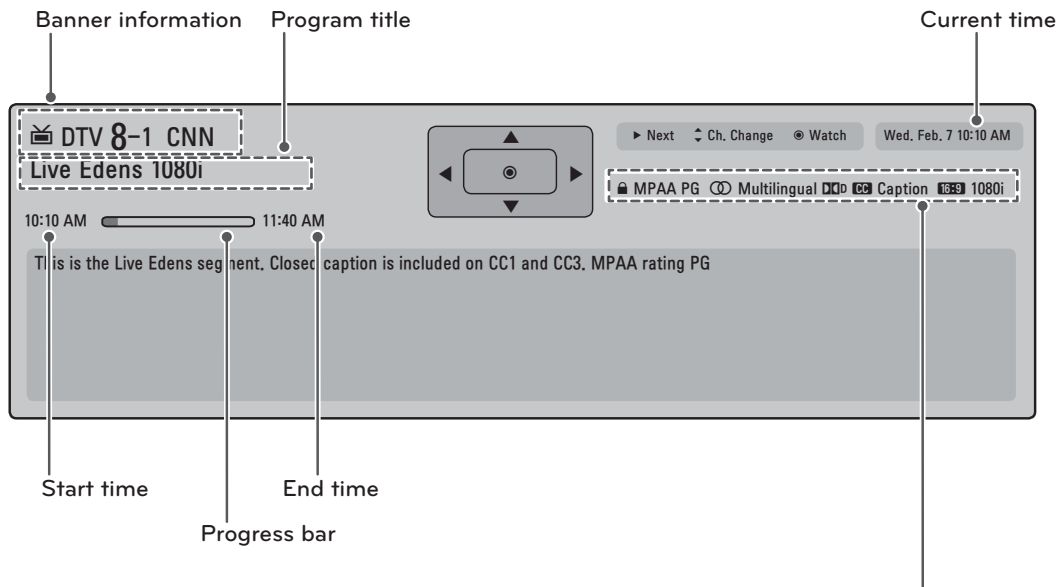 Banner information Program title Current time
DTV 8-1 CNN
▶ Next Ch. Change ◉ Watch Wed. Feb. 7 10:10 AM
Live Edens 1080i
MPAA PG Multilingual DD D CC Caption 16:9 1080i
10:10 AM 11:40 AM
This is the Live Edens segment. Closed caption is included on CC1 and CC3. MPAA rating PG
Start time End time
Progress bar